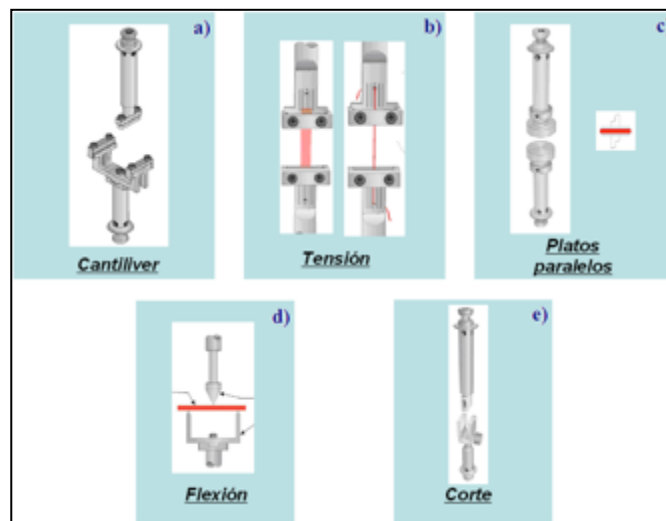 a)
Cantiliver
b)
Tensión
c
Platos
paralelos
d)
Flexión
e)
Corte